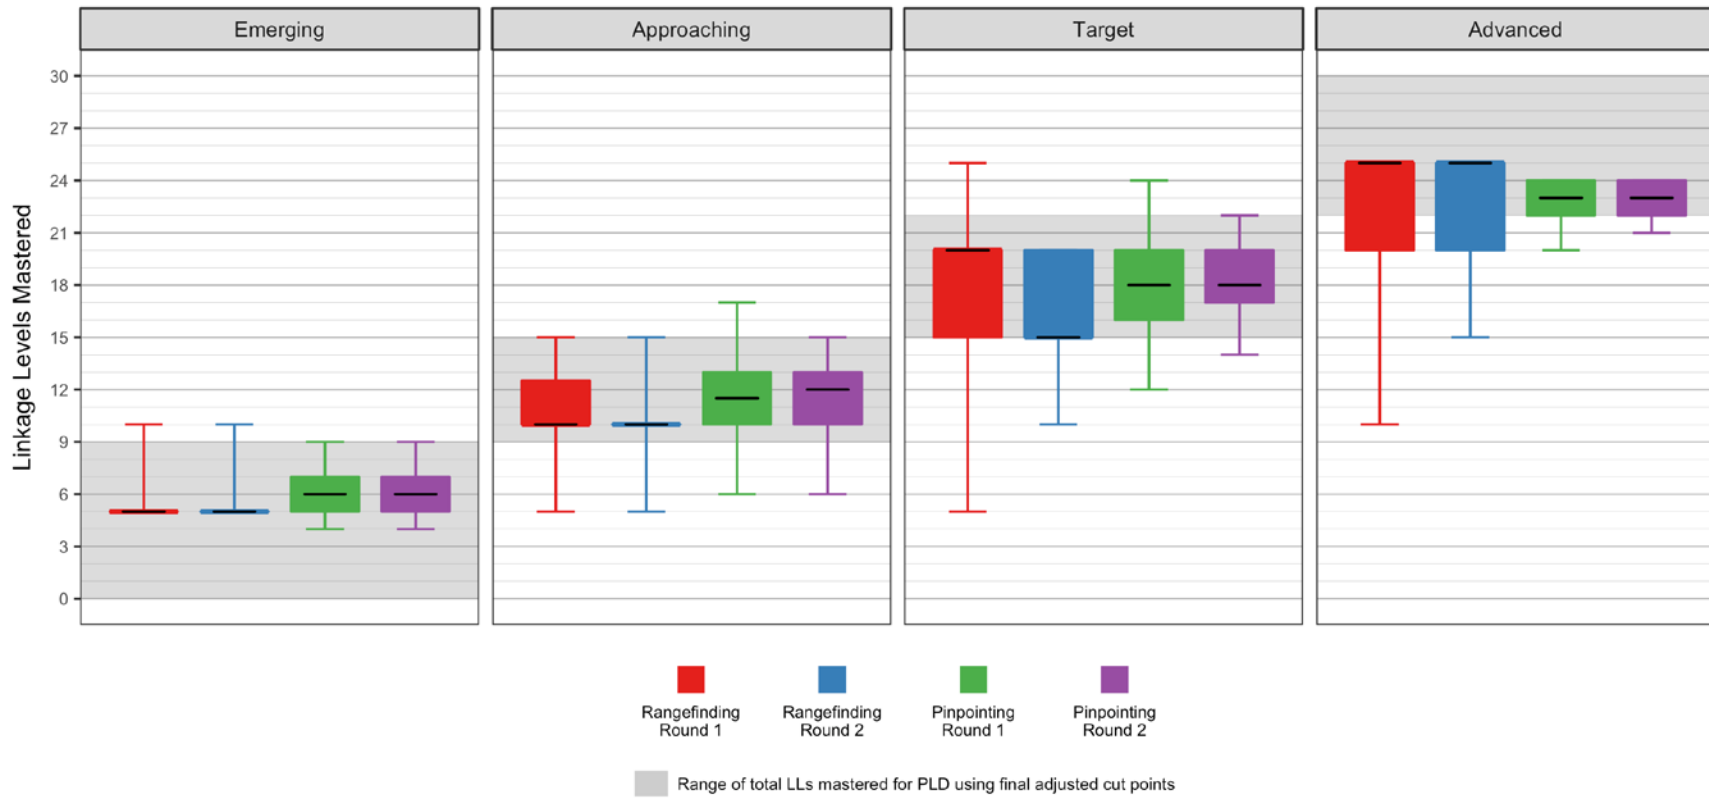 Emerging
Approaching
Target
Advanced
Linkage Levels Mastered
30
27
24
21
18
15
12
9
6
3
0
Rangefinding
Round 1
Rangefinding
Round 2
Pinpointing
Round 1
Pinpointing
Round 2
Range of total LLs mastered for PLD using final adjusted cut points